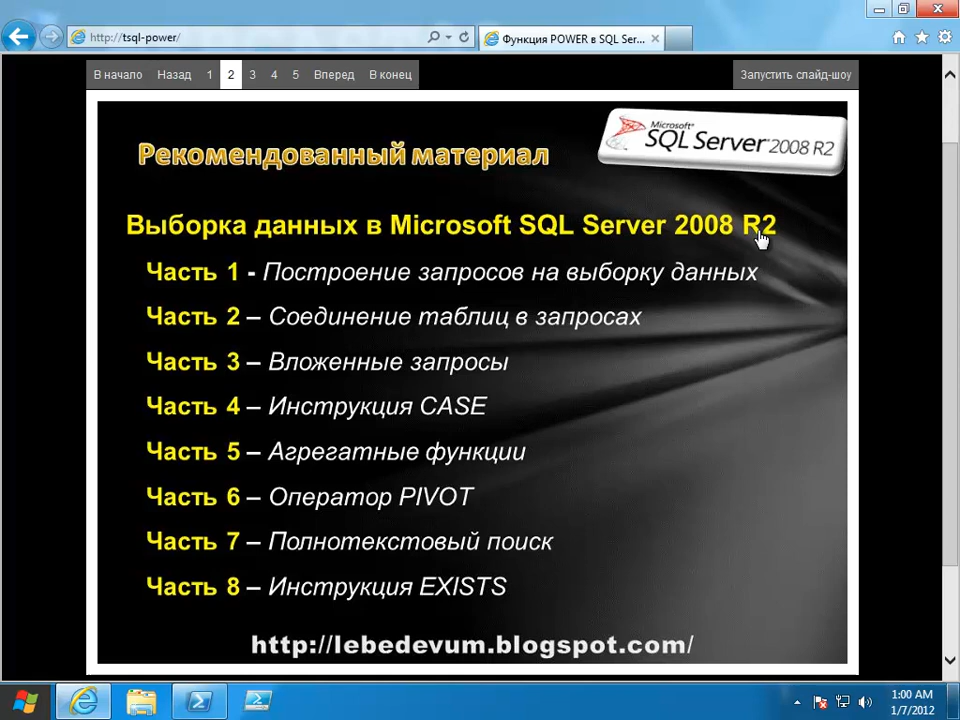 http://tsql-power/
Функция POWER в SQL Ser...
В начало Назад 1 2 3 4 5 Вперед В конец
Запустить слайд-шоу
Microsoft®
SQL Server® 2008 R2
Рекомендованный материал
Выборка данных в Microsoft SQL Server 2008 R2
Часть 1 - Построение запросов на выборку данных
Часть 2 – Соединение таблиц в запросах
Часть 3 – Вложенные запросы
Часть 4 – Инструкция CASE
Часть 5 – Агрегатные функции
Часть 6 – Оператор PIVOT
Часть 7 – Полнотекстовый поиск
Часть 8 – Инструкция EXISTS
http://lebedevum.blogspot.com/
1:00 AM
1/7/2012